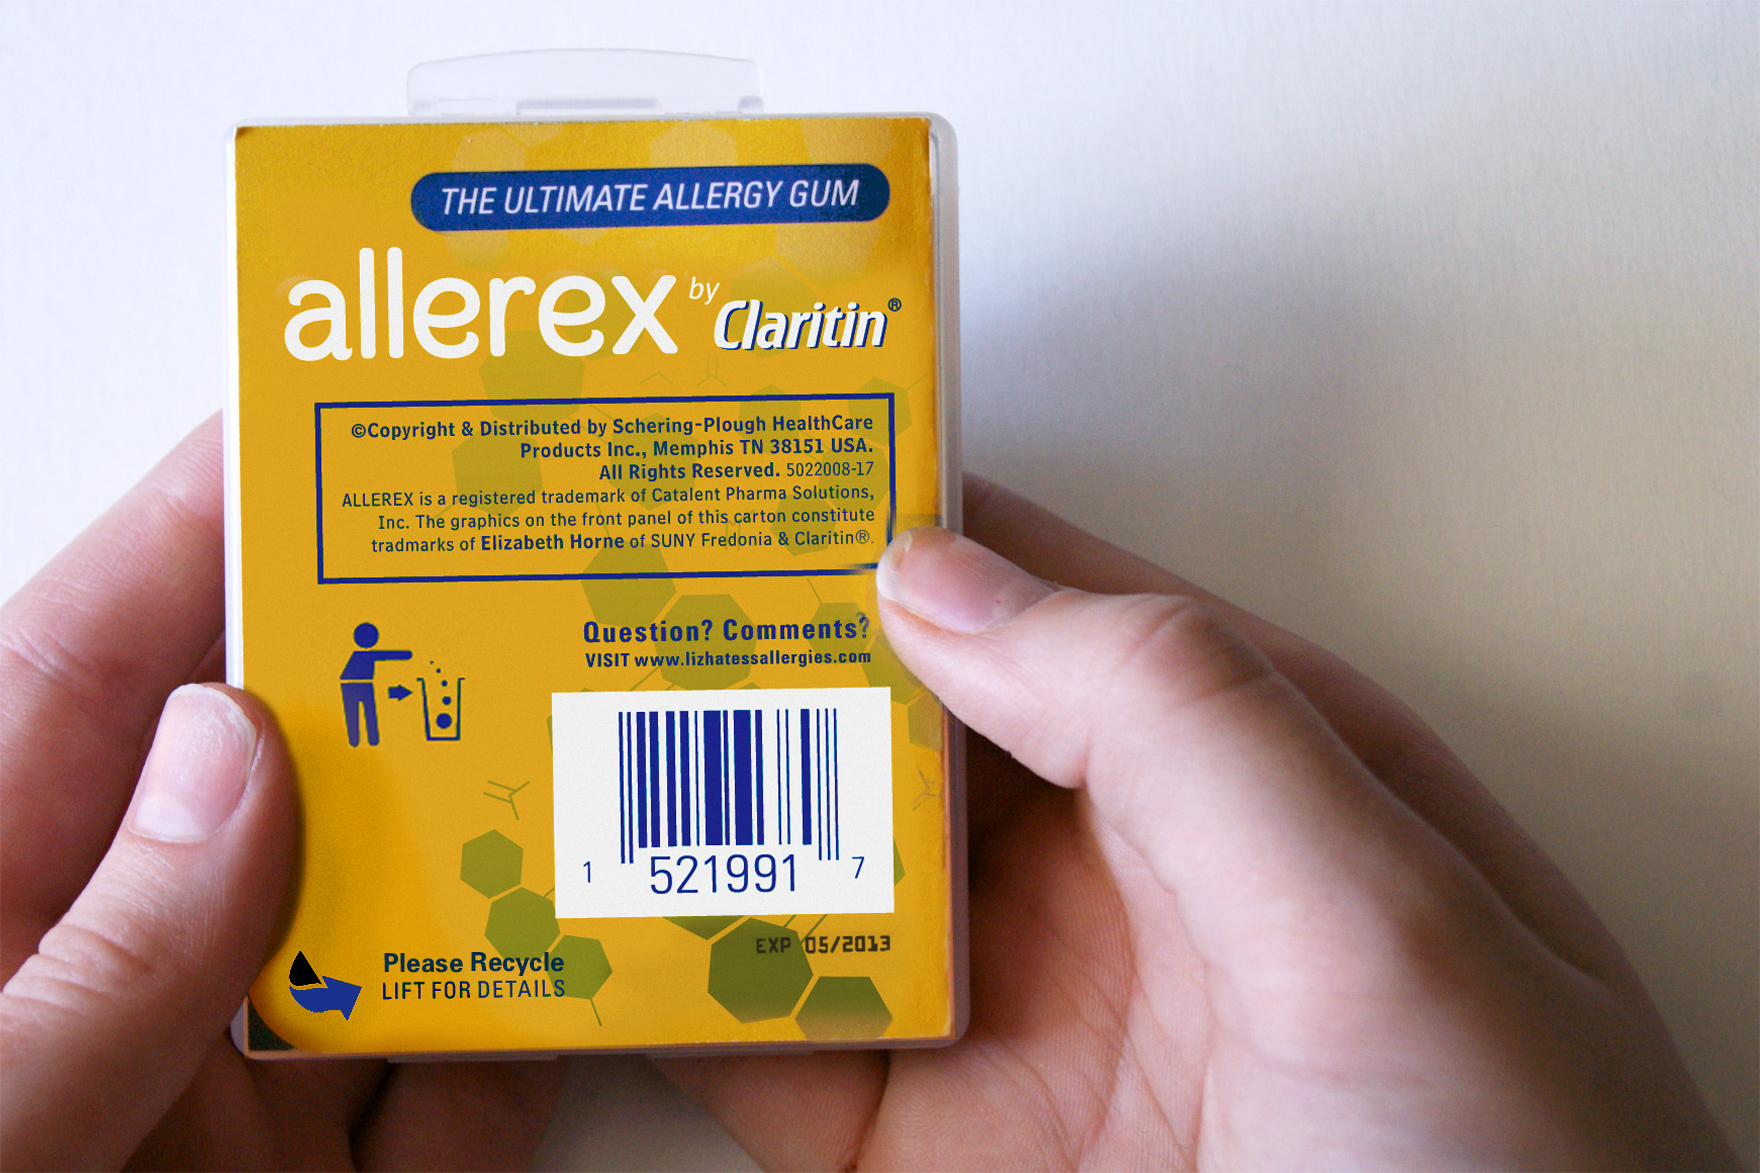 THE ULTIMATE ALLERGY GUM
allerex by Claritin®
©Copyright & Distributed by Schering-Plough HealthCare
Products Inc., Memphis TN 38151 USA.
All Rights Reserved. 5022008-17
ALLEREX is a registered trademark of Catalent Pharma Solutions,
Inc. The graphics on the front panel of this carton constitute
tradmarks of Elizabeth Horne of SUNY Fredonia & Claritin®.
Question? Comments?
VISIT www.lizhatessallergies.com
1 521991 7
EXP 05/2013
Please Recycle
LIFT FOR DETAILS